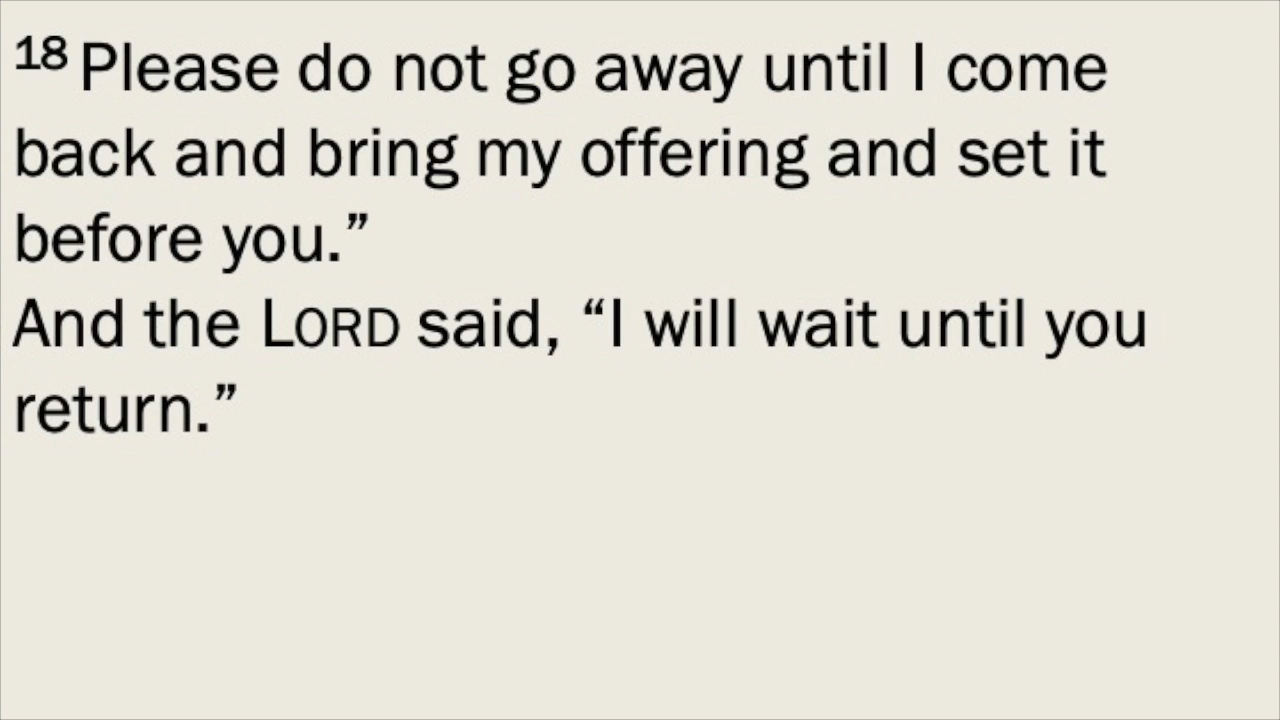 18 Please do not go away until I come
back and bring my offering and set it
before you.”
And the LORD said, “I will wait until you
return.”